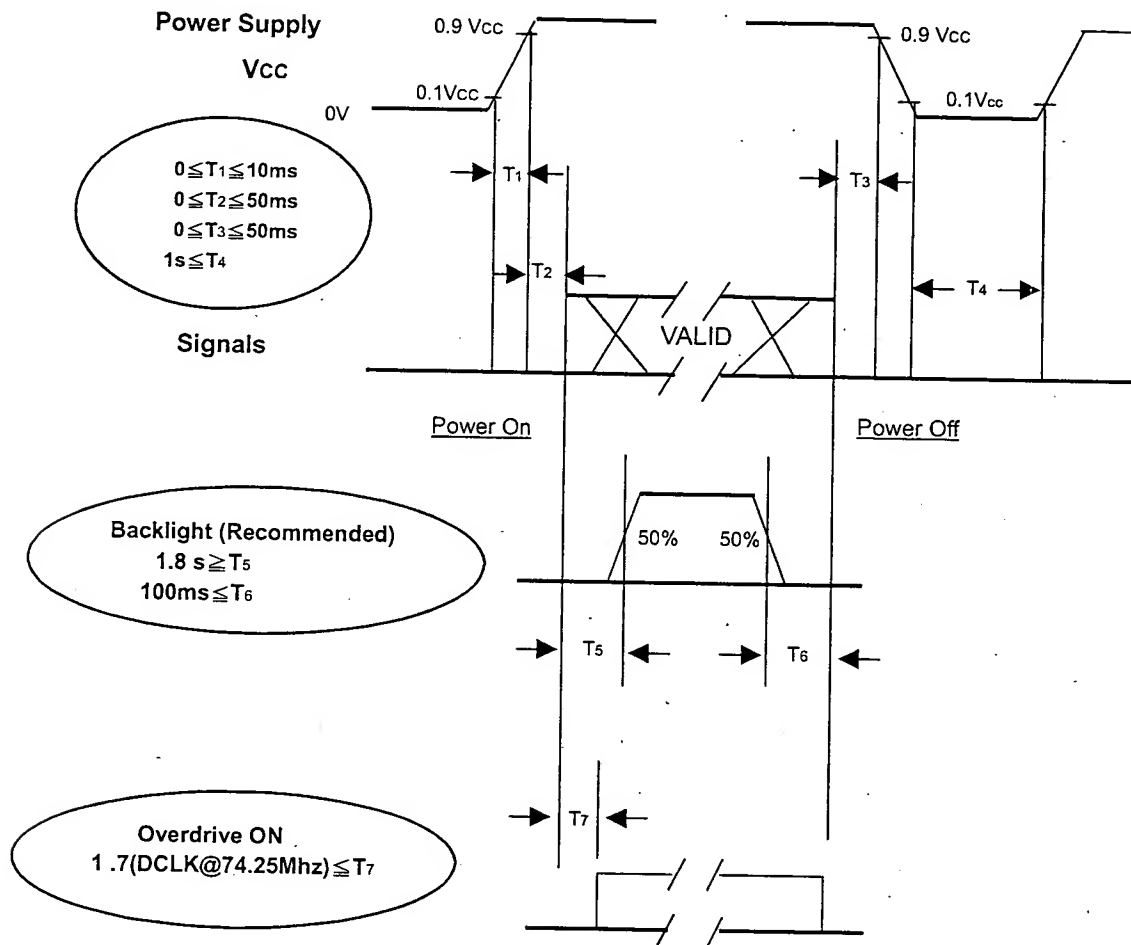 Power Supply
Vcc
0.9 Vcc
0.1Vcc
0V
0.9 Vcc
0.1Vcc
0≦T1≦10ms
0≦T2≦50ms
0≦T3≦50ms
1s≦T4
T1
T2
T3
T4
Signals
VALID
Power On
Power Off
Backlight (Recommended)
1.8 s≧T5
100ms≦T6
50%
50%
T5
T6
Overdrive ON
1 .7(DCLK@74.25Mhz)≦T7
T7